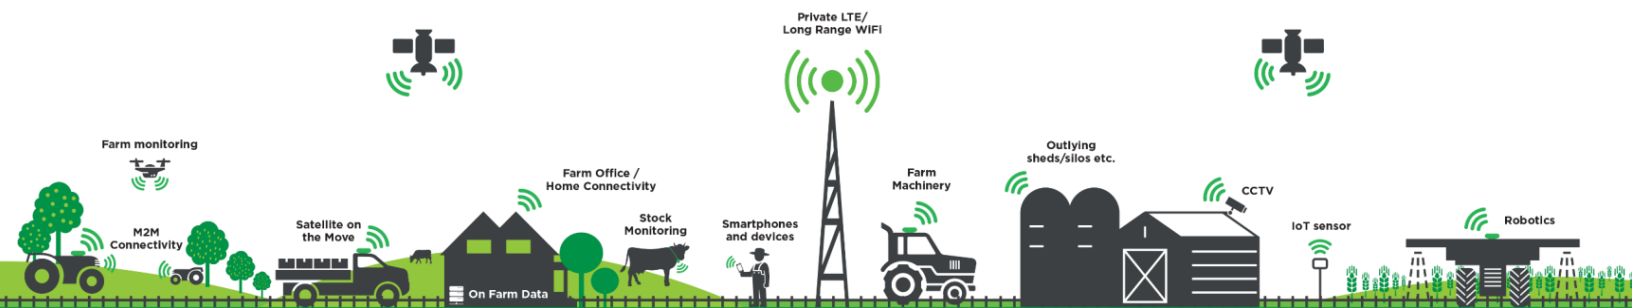 Private LTE/
Long Range WiFi
Farm monitoring
M2M
Connectivity
Satellite on
the Move
Farm Office /
Home Connectivity
On Farm Data
Stock
Monitoring
Smartphones
and devices
Farm
Machinery
Outlying
sheds/silos etc.
CCTV
IoT sensor
Robotics